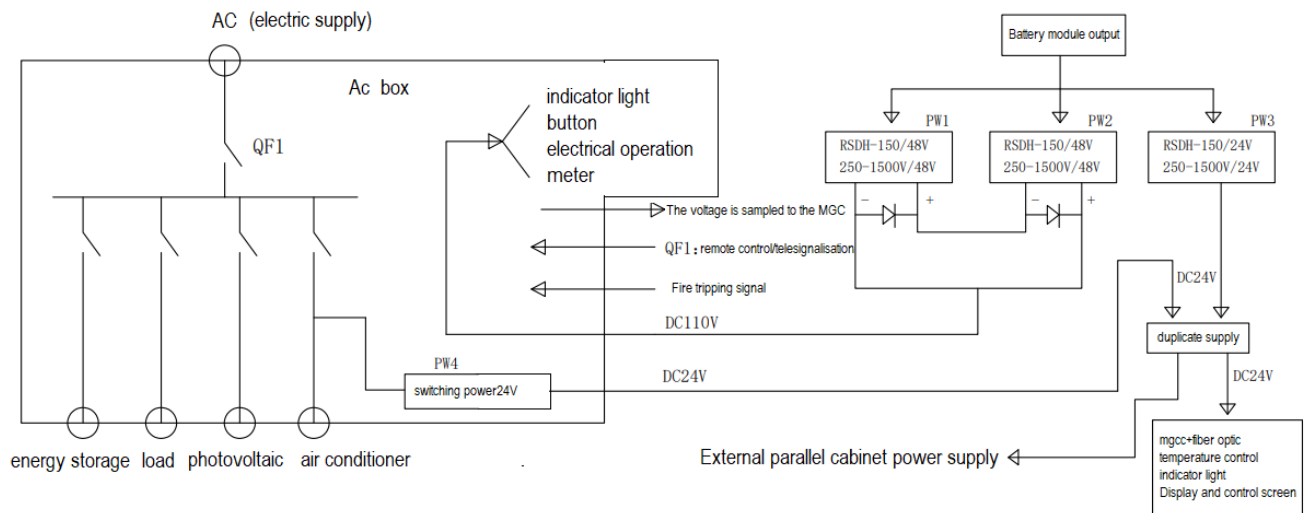 AC (electric supply)
Ac box
QF1
indicator light
button
electrical operation
meter
The voltage is sampled to the MGC
QF1：remote control/telesignalisation
Fire tripping signal
DC110V
PW4
switching power24V
DC24V
energy storage
load
photovoltaic
air conditioner
.
Battery module output
PW1
RSDH-150/48V
250-1500V/48V
- +
PW2
RSDH-150/48V
250-1500V/48V
- +
PW3
RSDH-150/24V
250-1500V/24V
DC24V
duplicate supply
DC24V
External parallel cabinet power supply
mgcc+fiber optic
temperature control
indicator light
Display and control screen